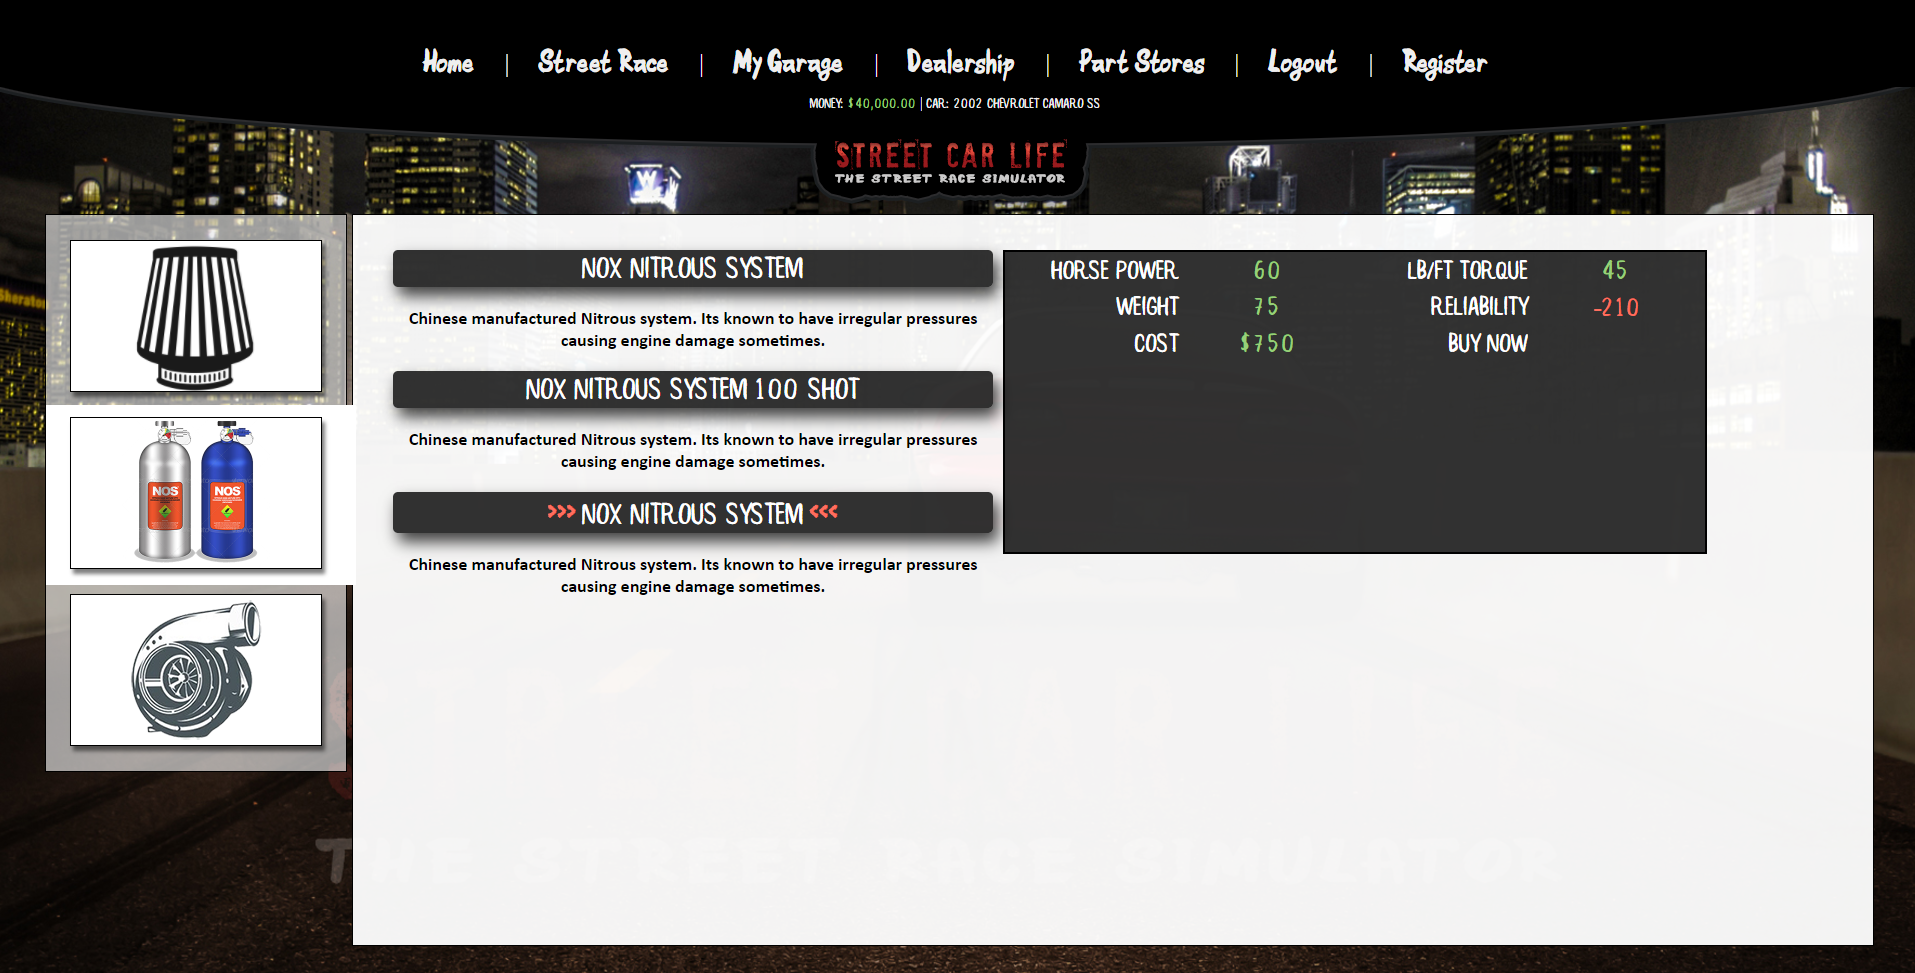 Home | Street Race | My Garage | Dealership | Part Stores | Logout | Register
MONEY: $40,000.00 | CAR: 2002 CHEVROLET CAMARO SS
STREET CAR LIFE
THE STREET RACE SIMULATOR
W
Sheraton
NOX NITROUS SYSTEM
Chinese manufactured Nitrous system. Its known to have irregular pressures
causing engine damage sometimes.
NOX NITROUS SYSTEM 100 SHOT
Chinese manufactured Nitrous system. Its known to have irregular pressures
causing engine damage sometimes.
>>> NOX NITROUS SYSTEM <<<
Chinese manufactured Nitrous system. Its known to have irregular pressures
causing engine damage sometimes.
HORSE POWER 60 LB/FT TORQUE 45
WEIGHT 75 RELIABILITY -210
COST $750 BUY NOW
NOS NOS
STREET CAR LIFE
THE STREET RACE SIMULATOR